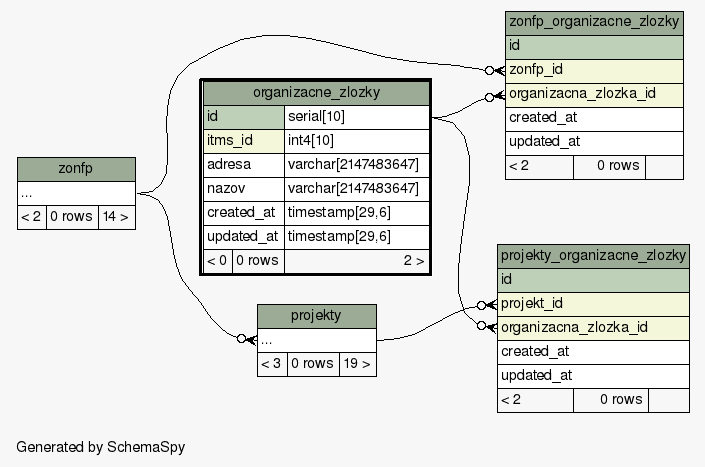 zonfp_organizacne_zlozky
id
zonfp_id
organizacna_zlozka_id
created_at
updated_at
< 2 0 rows
organizacne_zlozky
id serial[10]
itms_id int4[10]
adresa varchar[2147483647]
nazov varchar[2147483647]
created_at timestamp[29,6]
updated_at timestamp[29,6]
< 0 0 rows 2 >
zonfp
...
< 2 0 rows 14 >
projekty_organizacne_zlozky
id
projekt_id
organizacna_zlozka_id
created_at
updated_at
< 2 0 rows
projekty
...
< 3 0 rows 19 >
Generated by SchemaSpy